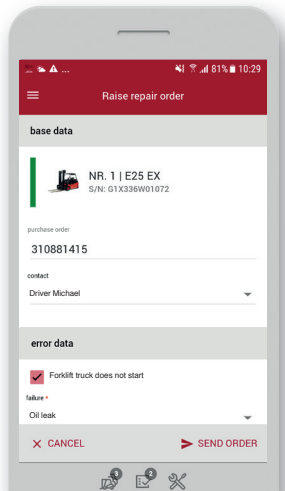 ... 81% 10:29
Raise repair order
base data
NR. 1 | E25 EX
S/N: G1X336W01072
purchase order
310881415
contact
Driver Michael
error data
Forklift truck does not start
failure *
Oil leak
CANCEL
SEND ORDER
3
2